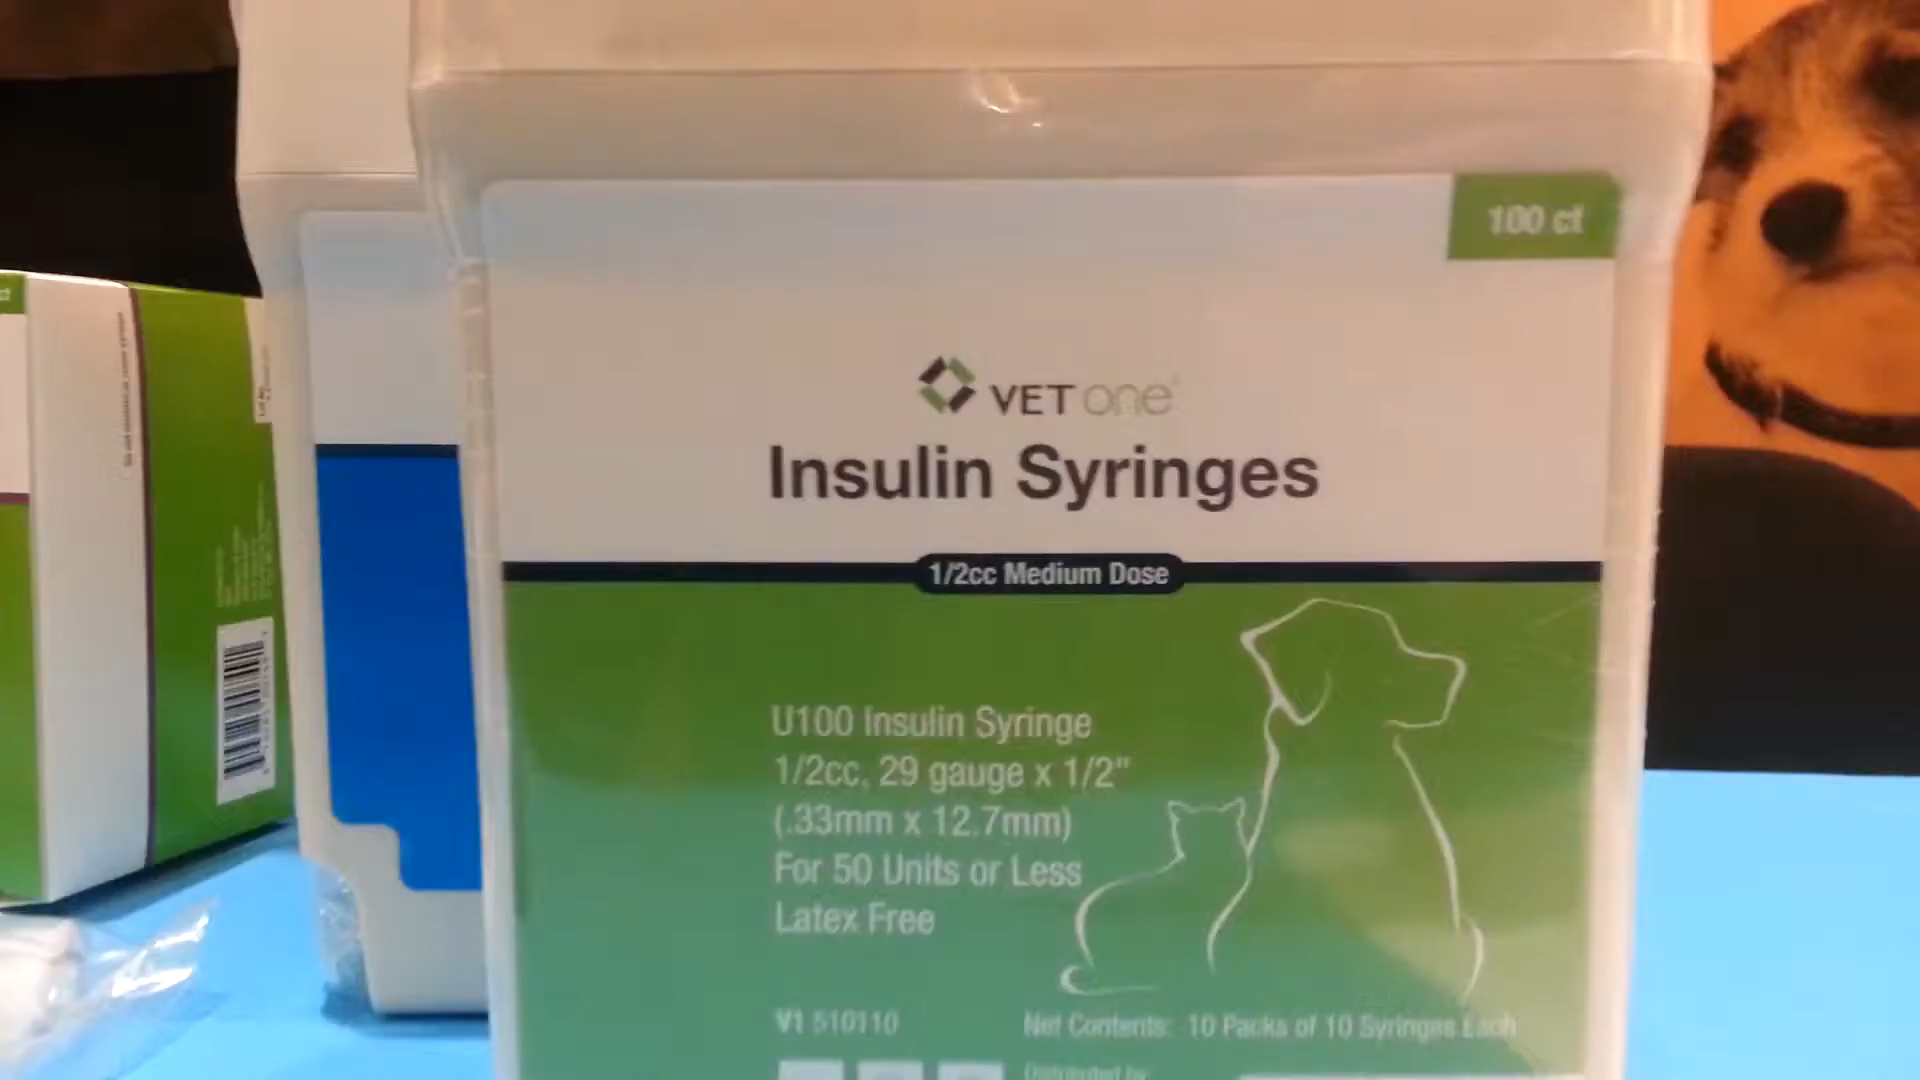 100 ct
VET one
Insulin Syringes
1/2cc Medium Dose
U100 Insulin Syringe
1/2cc, 29 gauge x 1/2"
(.33mm x 12.7mm)
For 50 Units or Less
Latex Free
V1 510110
Net Contents: 10 Packs of 10 Syringes Each
Distributed by